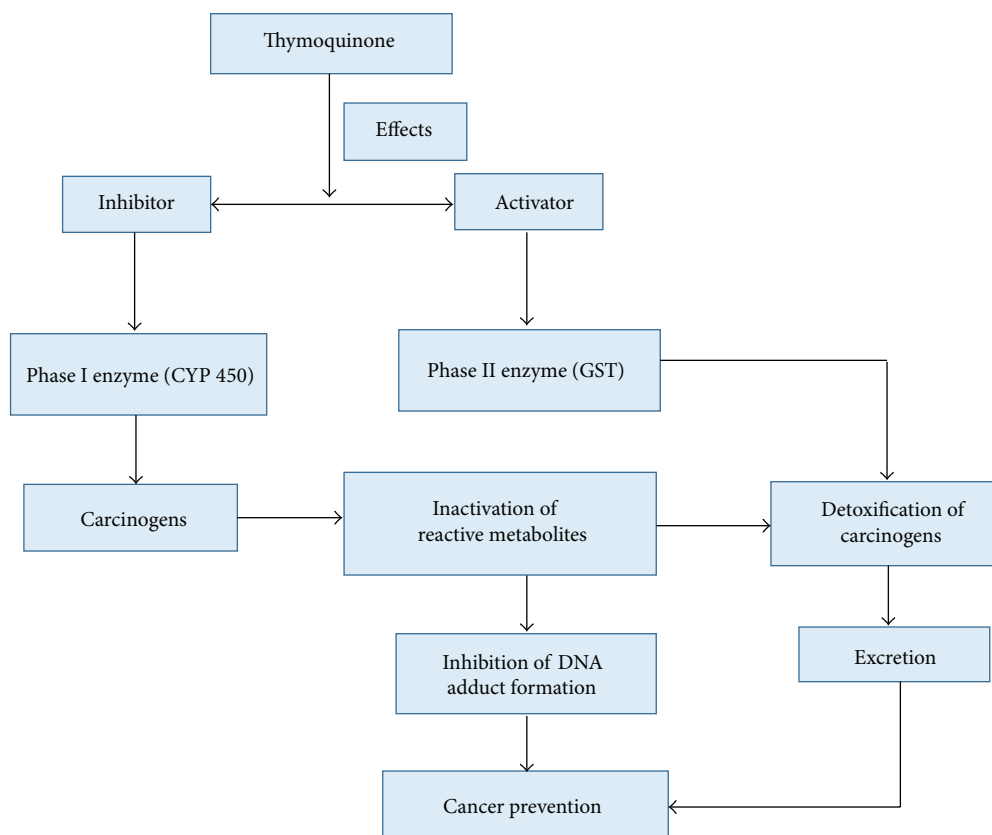 Thymoquinone
Effects
Inhibitor
Activator
Phase I enzyme (CYP 450)
Phase II enzyme (GST)
Carcinogens
Inactivation of
reactive metabolites
Detoxification of
carcinogens
Inhibition of DNA
adduct formation
Excretion
Cancer prevention